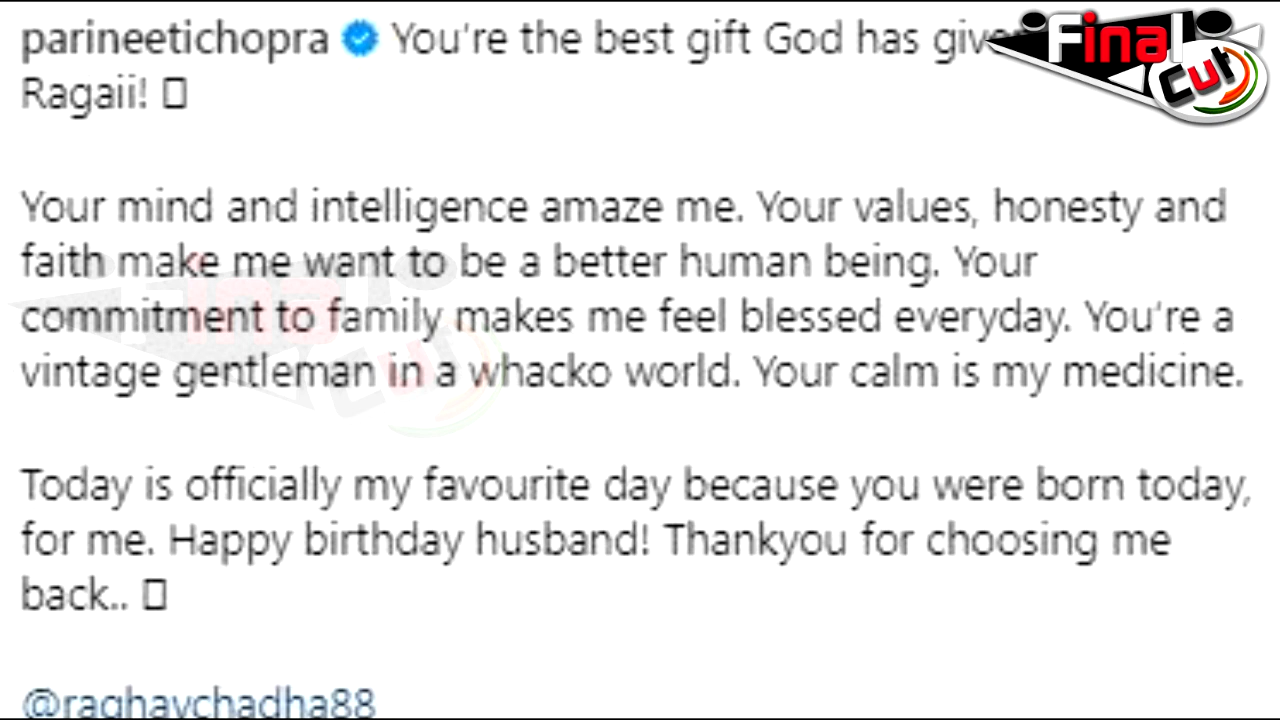 parineetichopra You're the best gift God has given
Ragaii!
Final
Cut
Your mind and intelligence amaze me. Your values, honesty and
faith make me want to be a better human being. Your
commitment to family makes me feel blessed everyday. You're a
vintage gentleman in a whacko world. Your calm is my medicine.
Today is officially my favourite day because you were born today,
for me. Happy birthday husband! Thankyou for choosing me
back..
@raghavchadha88